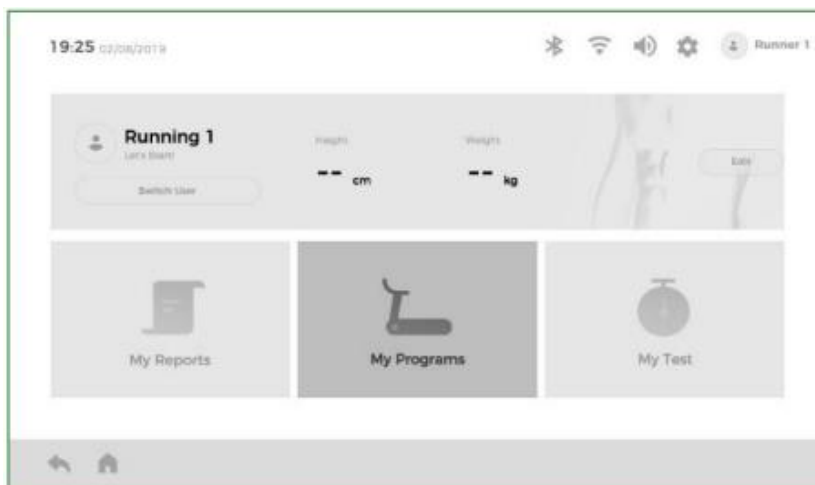 19:25 02/08/2019
Runner 1
Running 1
Let's Start!
Switch User
Height
-- cm
Weight
-- kg
Edit
My Reports
My Programs
My Test